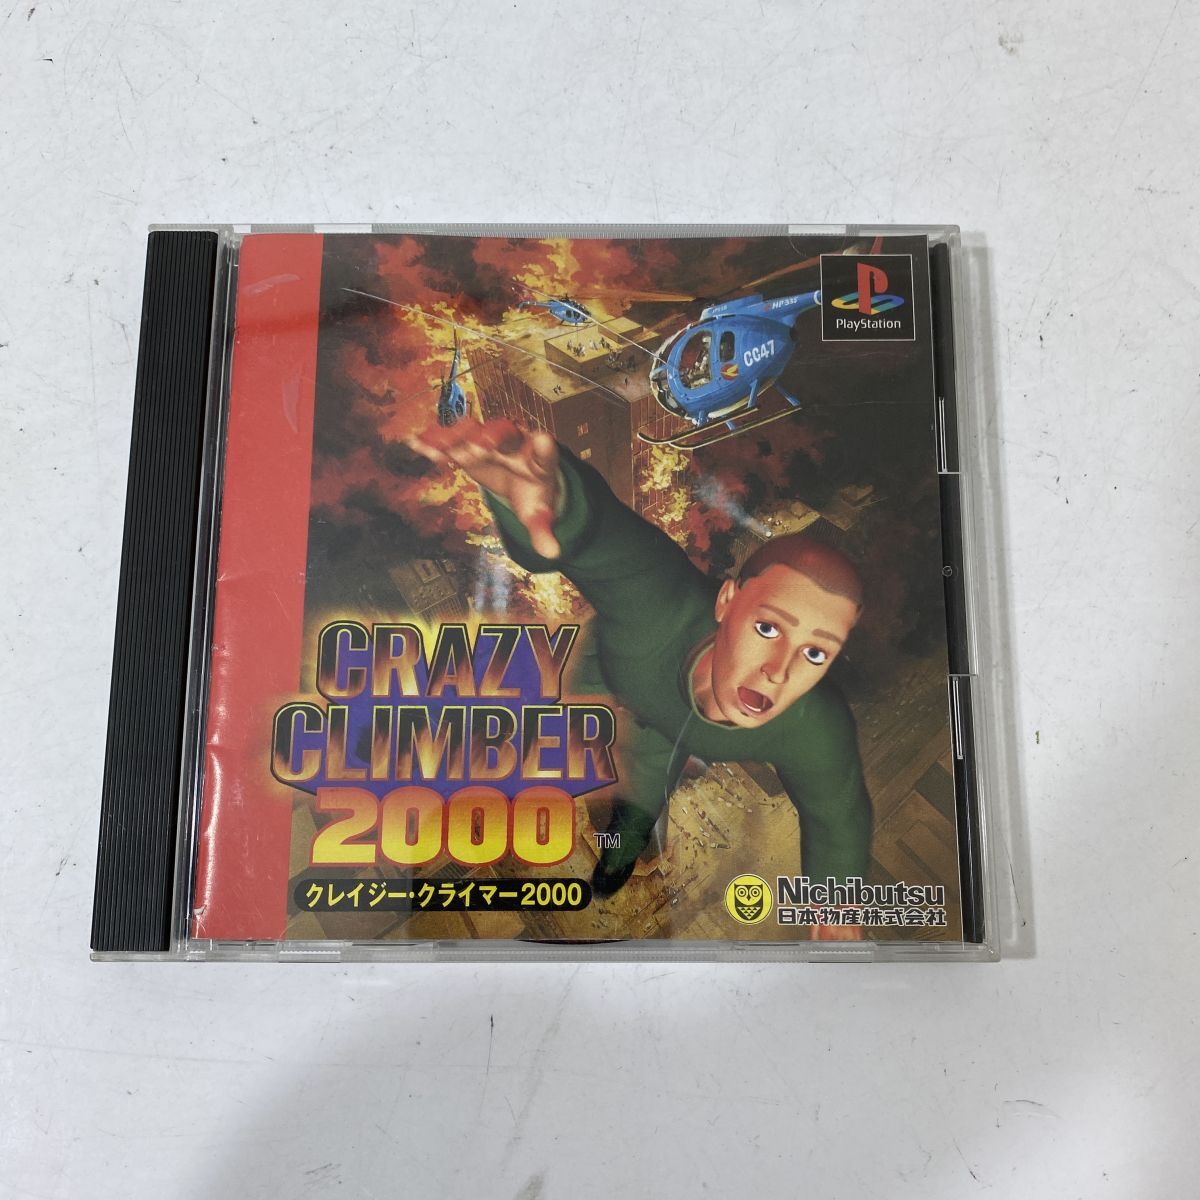 PlayStation
HP335
CC47
CRAZY
CLIMBER
2000 TM
クレイジー・クライマー2000
Nichibutsu
日本物産株式会社